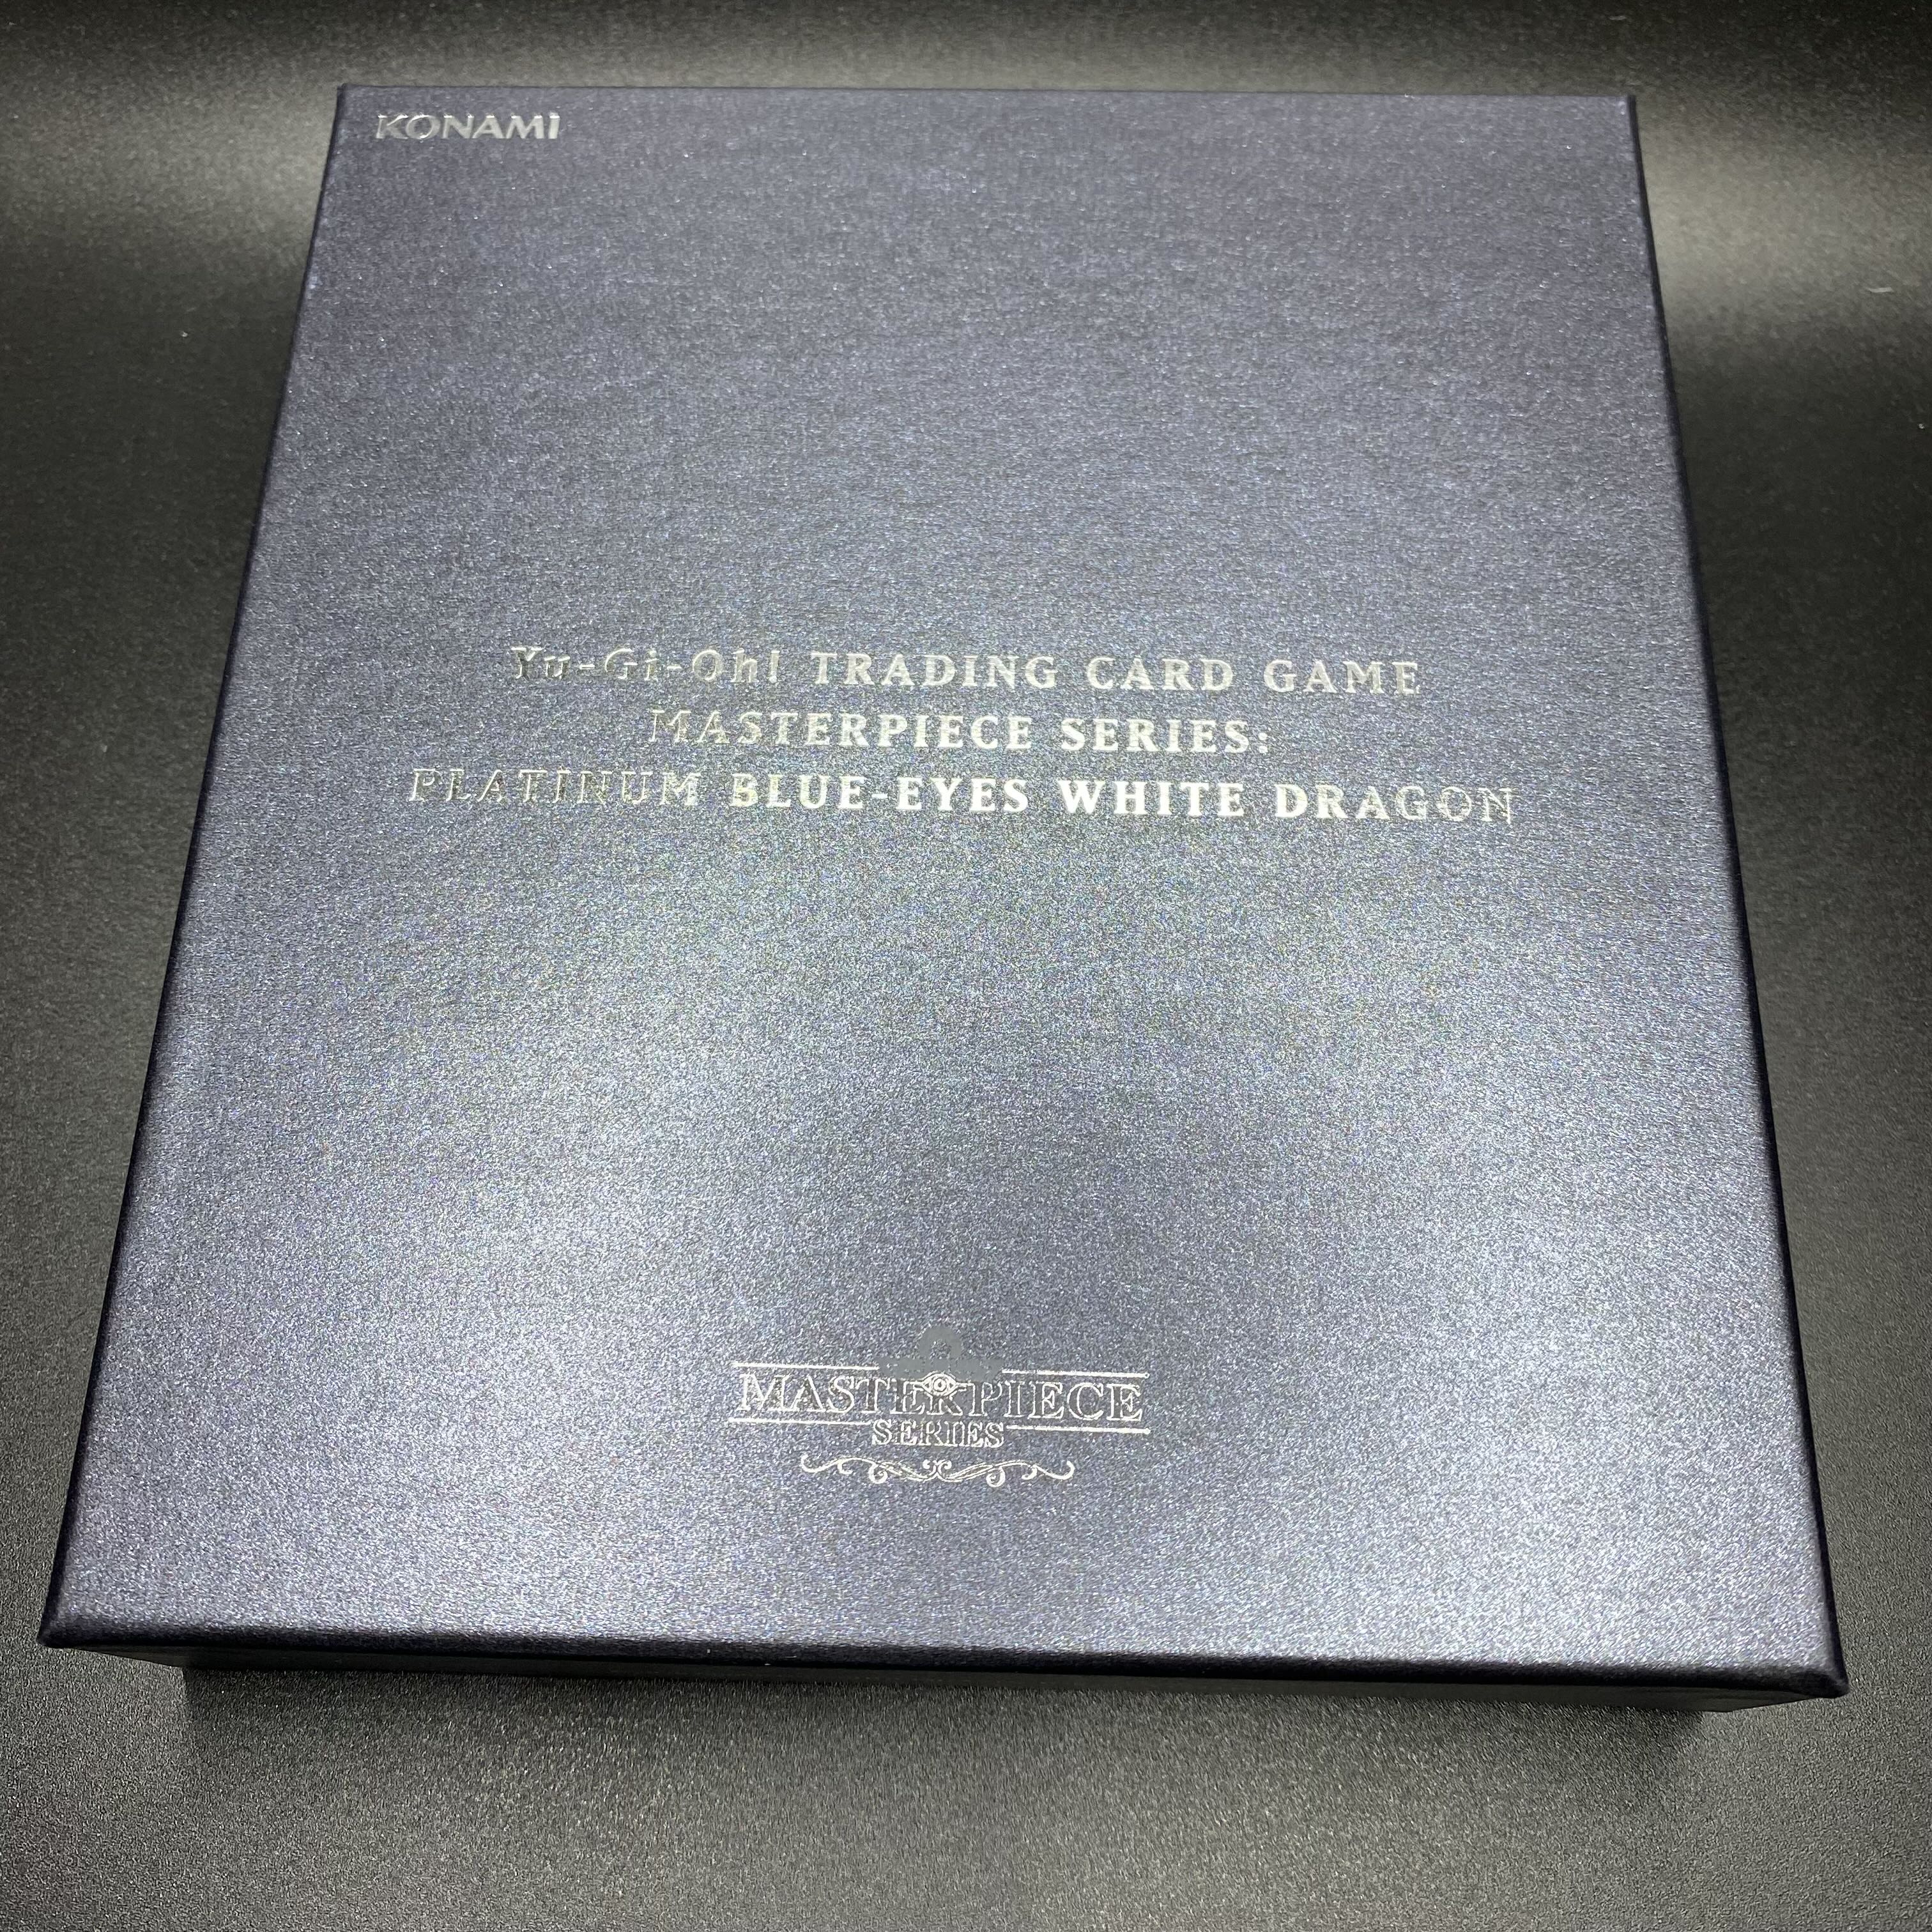 KONAMI
Yu-Gi-Oh! TRADING CARD GAME
MASTERPIECE SERIES:
PLATINUM BLUE-EYES WHITE DRAGON
MASTERPIECE
SERIES